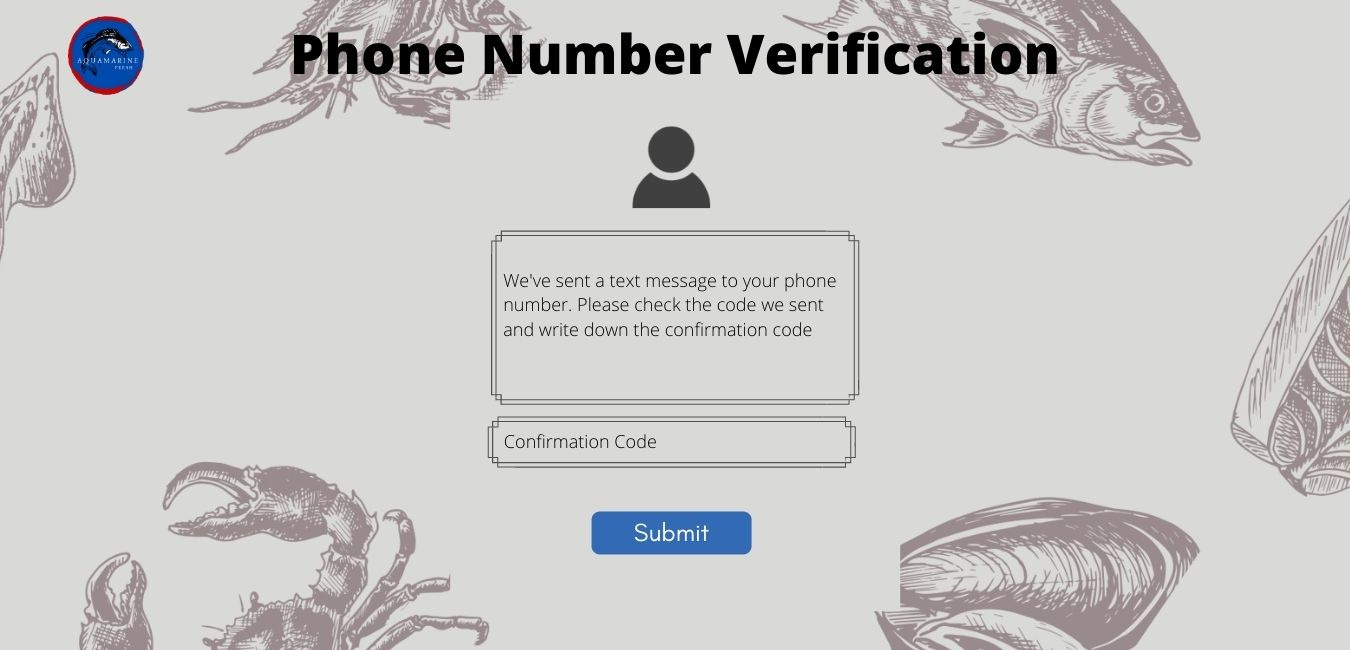 AQUAMARINE
FRESH
Phone Number Verification
We've sent a text message to your phone
number. Please check the code we sent
and write down the confirmation code
Confirmation Code
Submit